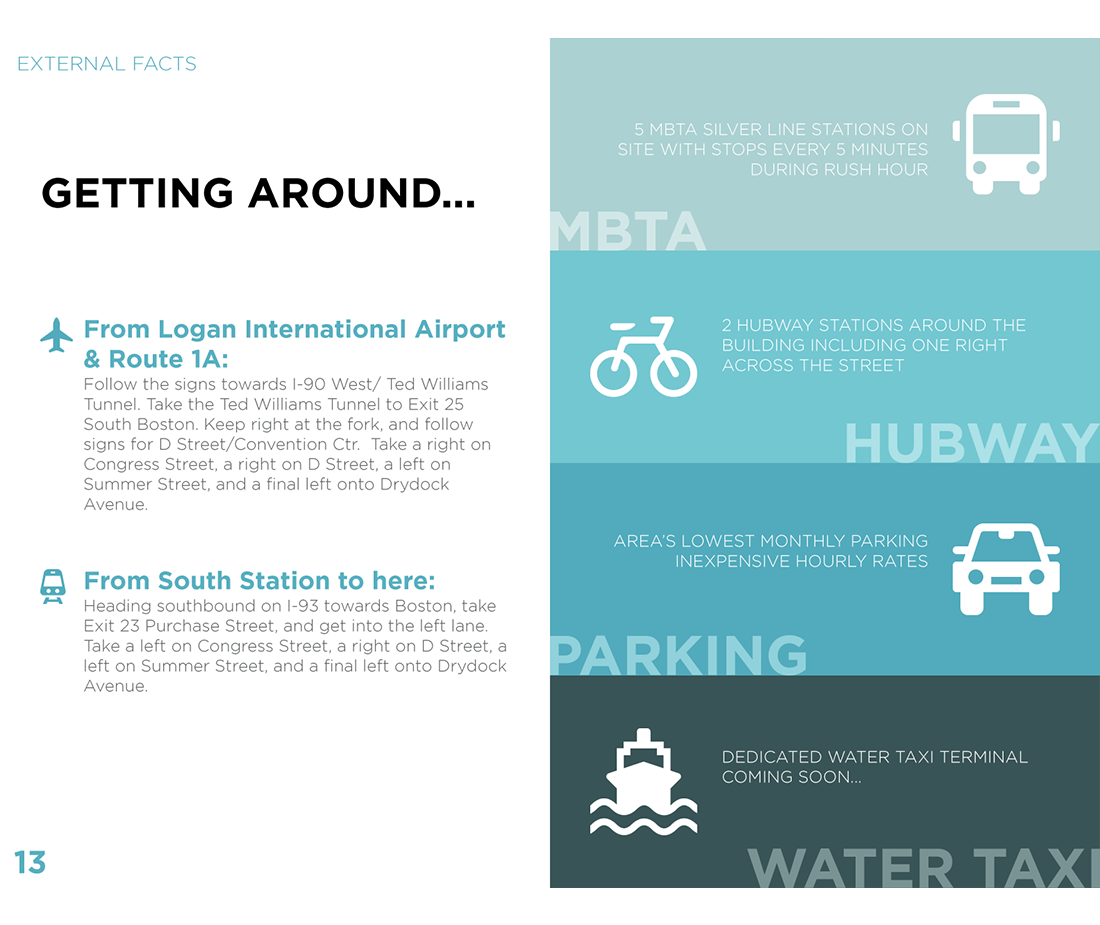 EXTERNAL FACTS
GETTING AROUND...
From Logan International Airport
& Route 1A:
Follow the signs towards I-90 West/ Ted Williams
Tunnel. Take the Ted Williams Tunnel to Exit 25
South Boston. Keep right at the fork, and follow
signs for D Street/Convention Ctr.  Take a right on
Congress Street, a right on D Street, a left on
Summer Street, and a final left onto Drydock
Avenue.
From South Station to here:
Heading southbound on I-93 towards Boston, take
Exit 23 Purchase Street, and get into the left lane.
Take a left on Congress Street, a right on D Street, a
left on Summer Street, and a final left onto Drydock
Avenue.
13
5 MBTA SILVER LINE STATIONS ON
SITE WITH STOPS EVERY 5 MINUTES
DURING RUSH HOUR
MBTA
2 HUBWAY STATIONS AROUND THE
BUILDING INCLUDING ONE RIGHT
ACROSS THE STREET
HUBWAY
AREA'S LOWEST MONTHLY PARKING
INEXPENSIVE HOURLY RATES
PARKING
DEDICATED WATER TAXI TERMINAL
COMING SOON...
WATER TAXI